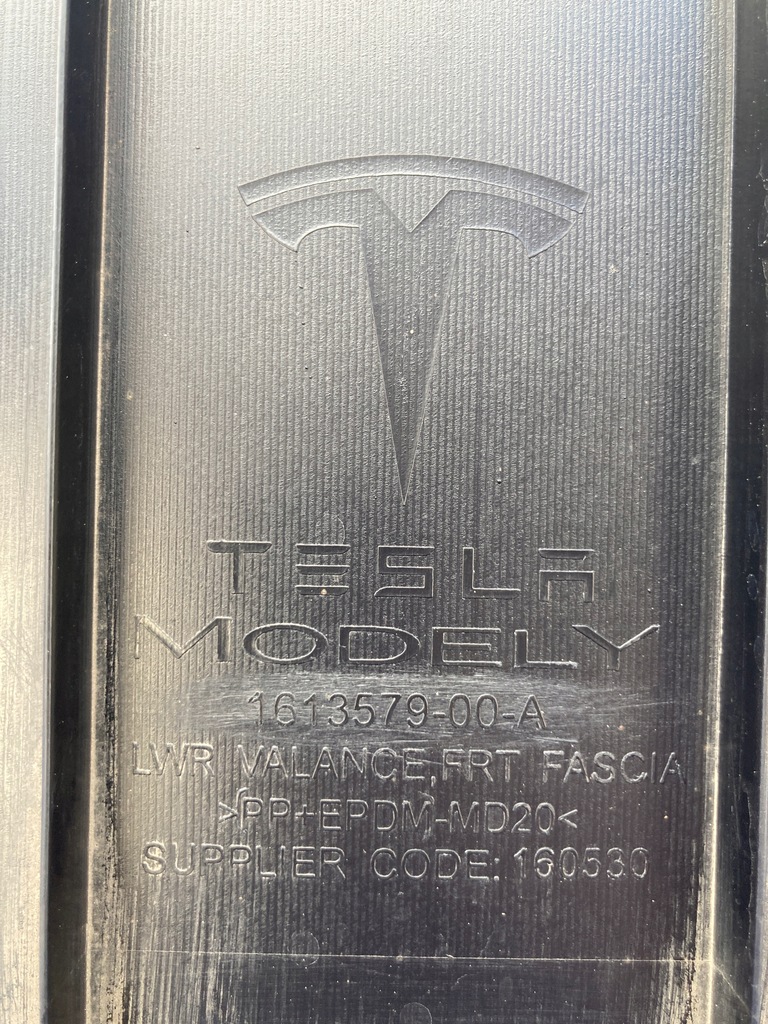 TESLA
MODEL Y
1613579-00-A
LWR VALANCE,FRT FASCIA
>PP+EPDM-MD20<
SUPPLIER CODE: 160530